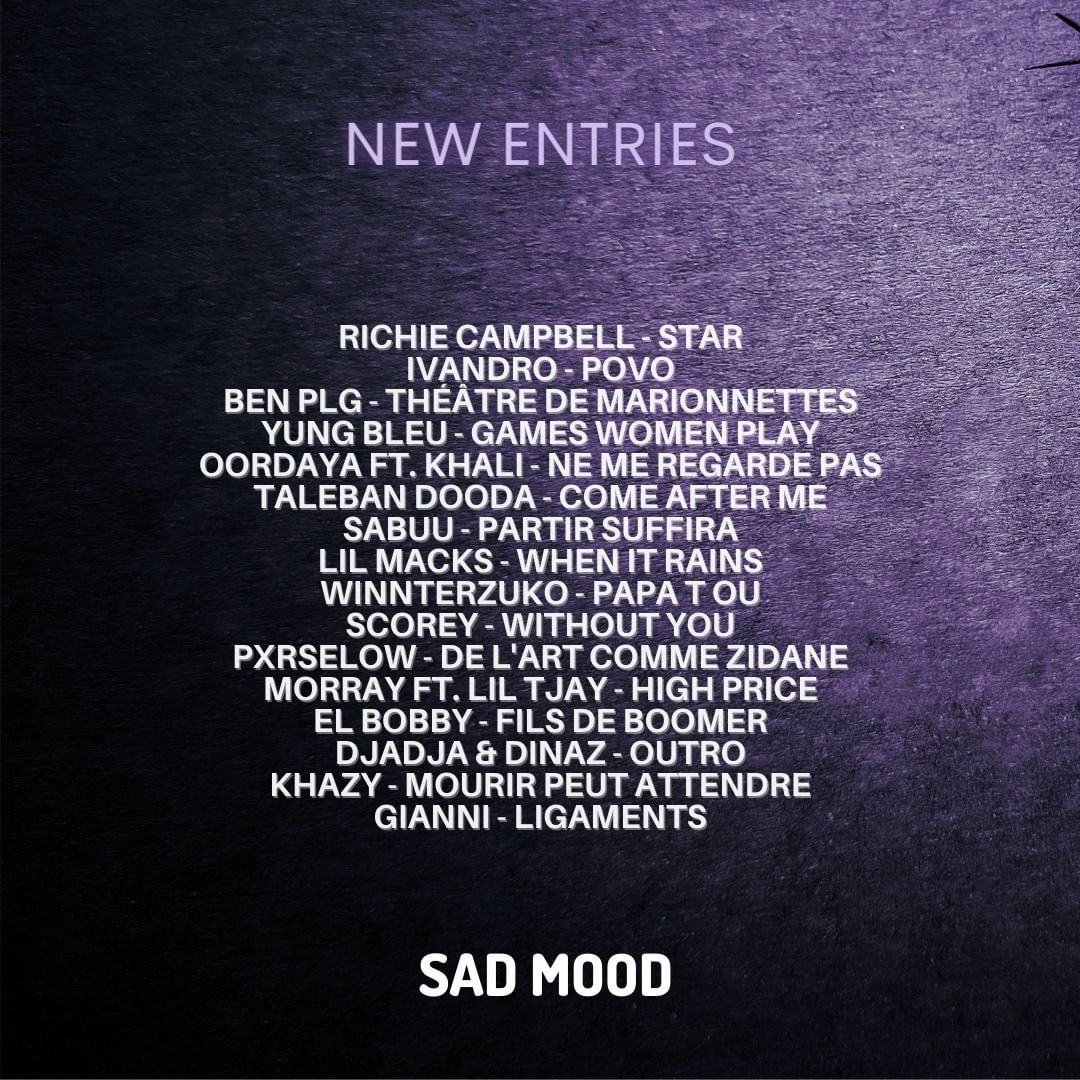 NEW ENTRIES
RICHIE CAMPBELL - STAR
IVANDRO - POVO
BEN PLG - THÉÂTRE DE MARIONNETTES
YUNG BLEU - GAMES WOMEN PLAY
OORDAYA FT. KHALI - NE ME REGARDE PAS
TALEBAN DOODA - COME AFTER ME
SABUU - PARTIR SUFFIRA
LIL MACKS - WHEN IT RAINS
WINNTERZUKO - PAPA T OU
SCOREY - WITHOUT YOU
PXRSELOW - DE L'ART COMME ZIDANE
MORRAY FT. LIL TJAY - HIGH PRICE
EL BOBBY - FILS DE BOOMER
DJADJA & DINAZ - OUTRO
KHAZY - MOURIR PEUT ATTENDRE
GIANNI - LIGAMENTS
SAD MOOD